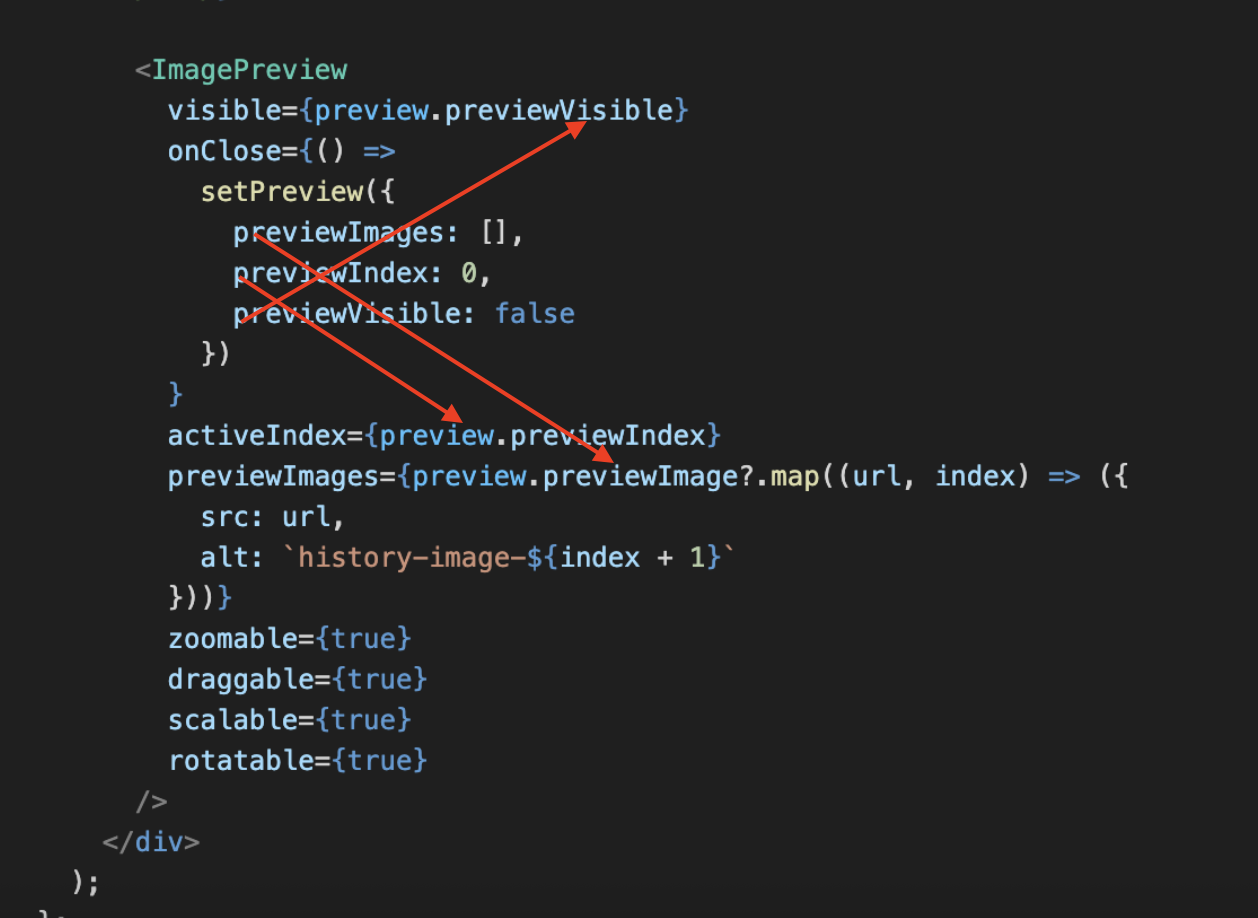 <ImagePreview
visible={preview.previewVisible}
onClose={() =>
setPreview({
previewImages: [],
previewIndex: 0,
previewVisible: false
})
}
activeIndex={preview.previewIndex}
previewImages={preview.previewImage?.map((url, index) => ({
src: url,
alt: `history-image-${index + 1}`
}))}
zoomable={true}
draggable={true}
scalable={true}
rotatable={true}
/>
</div>
);